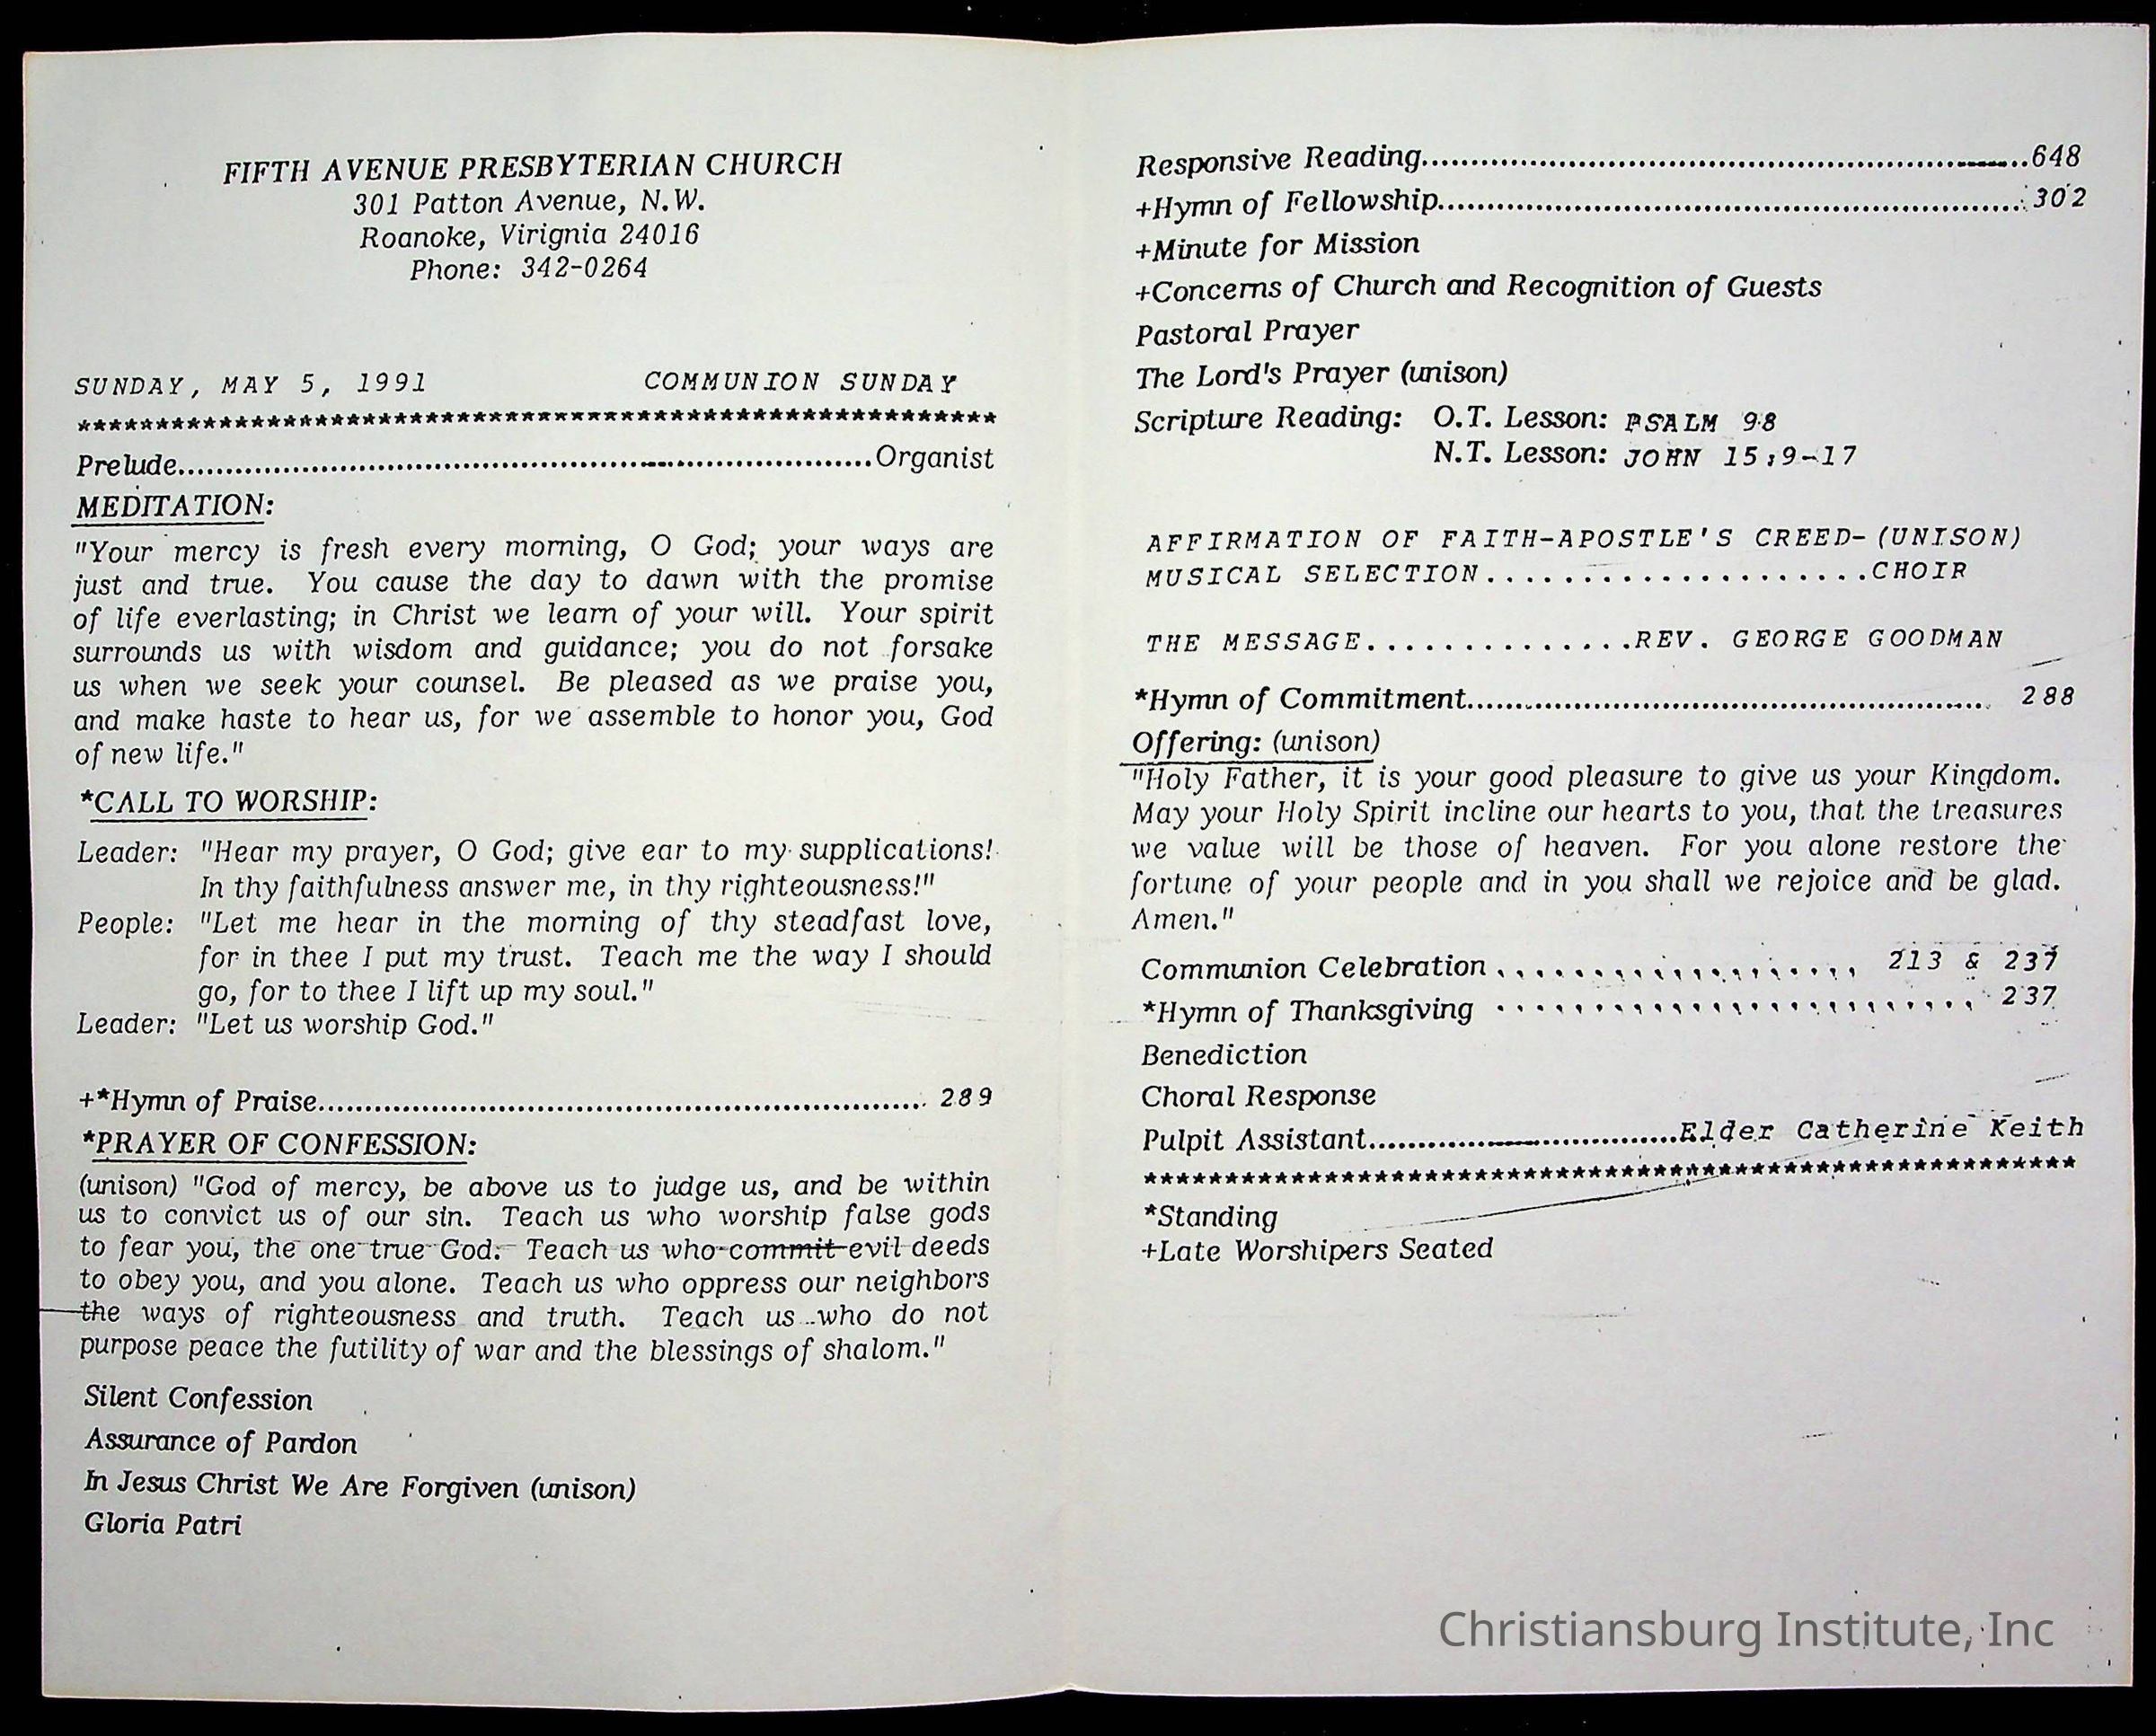 FIFTH AVENUE PRESBYTERIAN CHURCH
301 Patton Avenue, N.W.
Roanoke, Virignia 24016
Phone: 342-0264
SUNDAY, MAY 5, 1991 COMMUNION SUNDAY
***********************************************************
Prelude......................................................................Organist
MEDITATION:
"Your mercy is fresh every morning, O God; your ways are
just and true. You cause the day to dawn with the promise
of life everlasting; in Christ we learn of your will. Your spirit
surrounds us with wisdom and guidance; you do not forsake
us when we seek your counsel. Be pleased as we praise you,
and make haste to hear us, for we assemble to honor you, God
of new life."
*CALL TO WORSHIP:
Leader: "Hear my prayer, O God; give ear to my supplications!
In thy faithfulness answer me, in thy righteousness!"
People: "Let me hear in the morning of thy steadfast love,
for in thee I put my trust. Teach me the way I should
go, for to thee I lift up my soul."
Leader: "Let us worship God."
+*Hymn of Praise............................................................... 289
*PRAYER OF CONFESSION:
(unison) "God of mercy, be above us to judge us, and be within
us to convict us of our sin. Teach us who worship false gods
to fear you, the one true God. Teach us who commit evil deeds
to obey you, and you alone. Teach us who oppress our neighbors
the ways of righteousness and truth. Teach us who do not
purpose peace the futility of war and the blessings of shalom."
Silent Confession
Assurance of Pardon
In Jesus Christ We Are Forgiven (unison)
Gloria Patri
Responsive Reading..............................................................648
+Hymn of Fellowship.............................................................302
+Minute for Mission
+Concerns of Church and Recognition of Guests
Pastoral Prayer
The Lord's Prayer (unison)
Scripture Reading: O.T. Lesson: PSALM 98
N.T. Lesson: JOHN 15:9-17
AFFIRMATION OF FAITH-APOSTLE'S CREED-(UNISON)
MUSICAL SELECTION....................CHOIR
THE MESSAGE..............REV. GEORGE GOODMAN
*Hymn of Commitment....................................................... 288
Offering: (unison)
"Holy Father, it is your good pleasure to give us your Kingdom.
May your Holy Spirit incline our hearts to you, that the treasures
we value will be those of heaven. For you alone restore the
fortune of your people and in you shall we rejoice and be glad.
Amen."
Communion Celebration ................... 213 & 237
*Hymn of Thanksgiving ......................... 237
Benediction
Choral Response
Pulpit Assistant................................Elder Catherine Keith
***********************************************************
*Standing
+Late Worshipers Seated
Christiansburg Institute, Inc